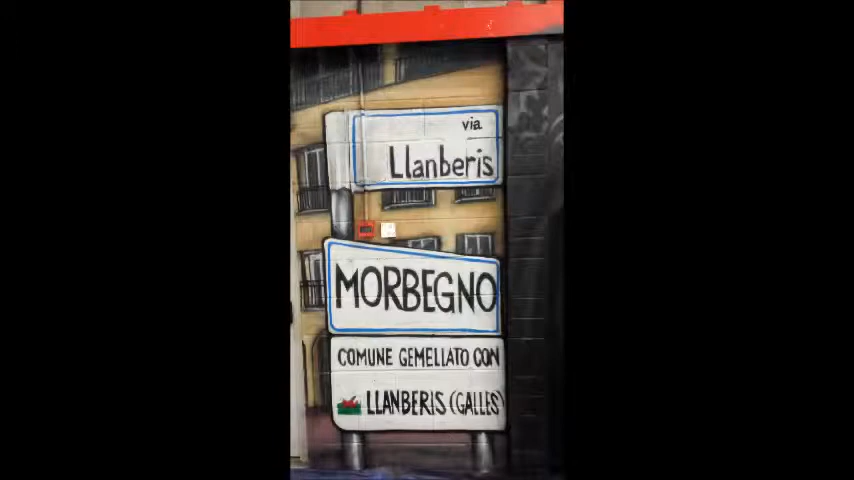 via
Llanberis
MORBEGNO
COMUNE GEMELLATO CON
LLANBERIS (GALLES)